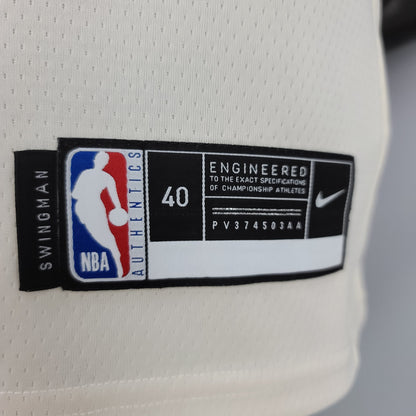 SWINGMAN
NBA
AUTHENTICS
40
ENGINEERED
TO THE EXACT SPECIFICATIONS
OF CHAMPIONSHIP ATHLETES
PV374503AA